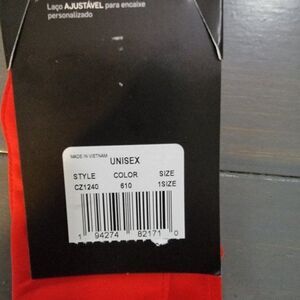 Laço AJUSTÁVEL para encaixe
personalizado
MADE IN VIETNAM UNISEX
STYLE COLOR SIZE
CZ1240 610 1SIZE
1 94274 82171 0